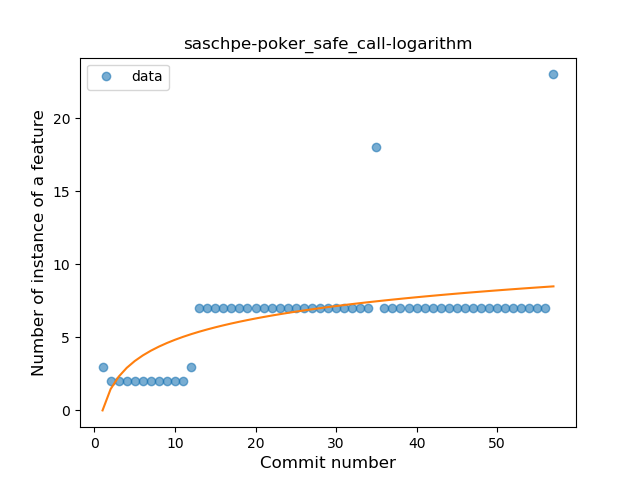 saschpe-poker_safe_call-logarithm
data
Number of instance of a feature
20
15
10
5
0
0 10 20 30 40 50
Commit number